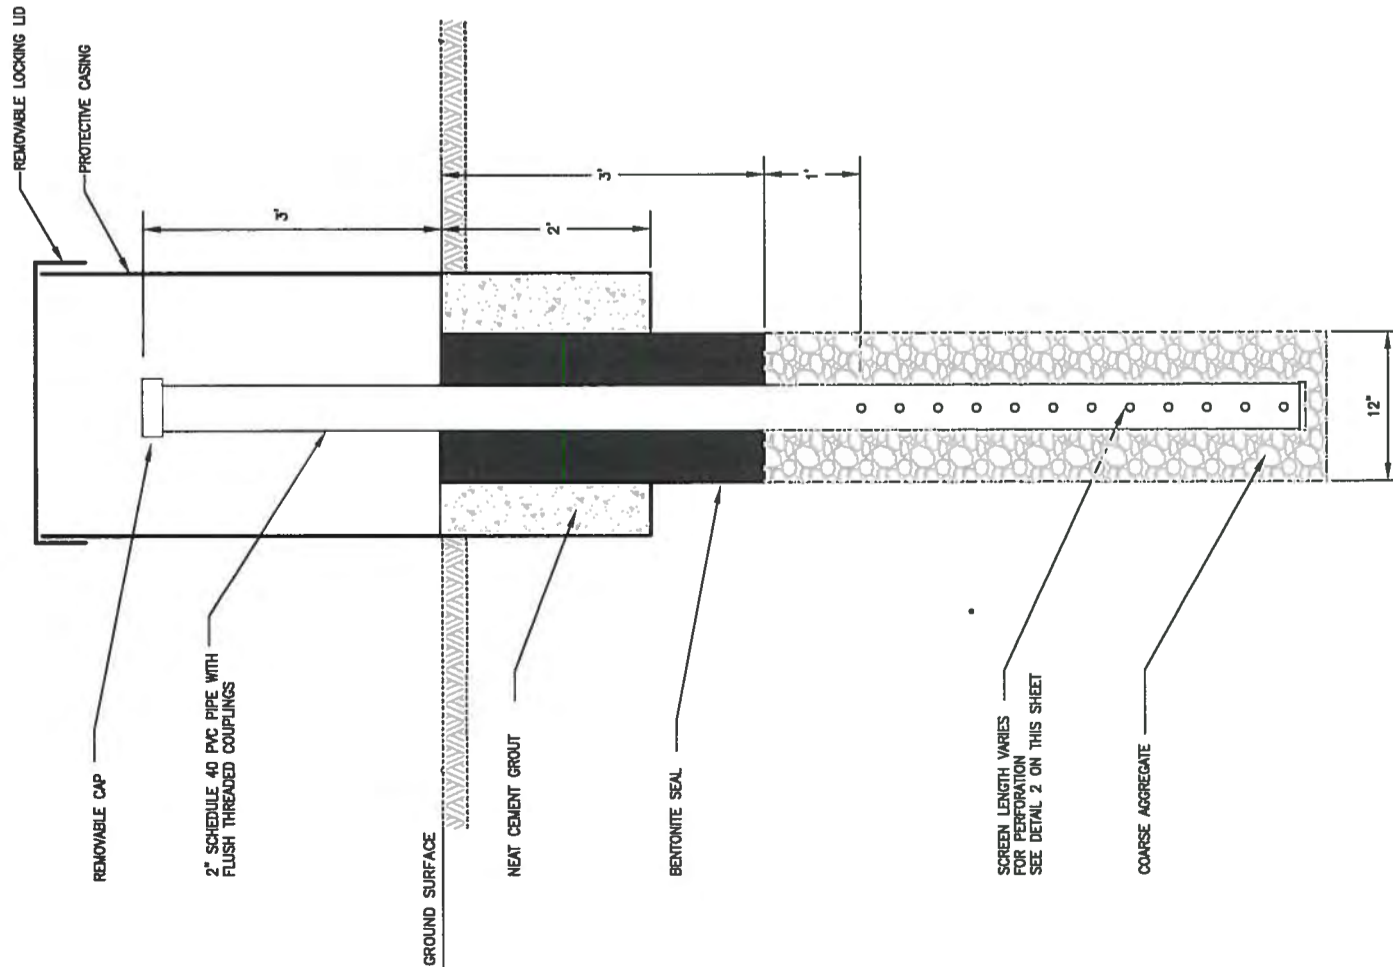 REMOVABLE LOCKING LID
PROTECTIVE CASING
3'
2'
3'
1'
REMOVABLE CAP
2" SCHEDULE 40 PVC PIPE WITH
FLUSH THREADED COUPLINGS
GROUND SURFACE
NEAT CEMENT GROUT
BENTONITE SEAL
SCREEN LENGTH VARIES
FOR PERFORATION
SEE DETAIL 2 ON THIS SHEET
COARSE AGGREGATE
12"